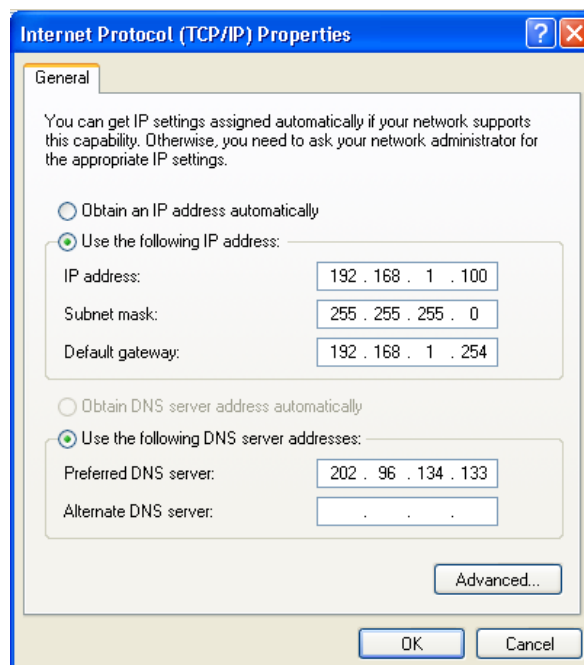 Internet Protocol (TCP/IP) Properties
General
You can get IP settings assigned automatically if your network supports
this capability. Otherwise, you need to ask your network administrator for
the appropriate IP settings.
Obtain an IP address automatically
Use the following IP address:
IP address: 192 . 168 . 1 . 100
Subnet mask: 255 . 255 . 255 . 0
Default gateway: 192 . 168 . 1 . 254
Obtain DNS server address automatically
Use the following DNS server addresses:
Preferred DNS server: 202 . 96 . 134 . 133
Alternate DNS server: . . .
Advanced...
OK Cancel